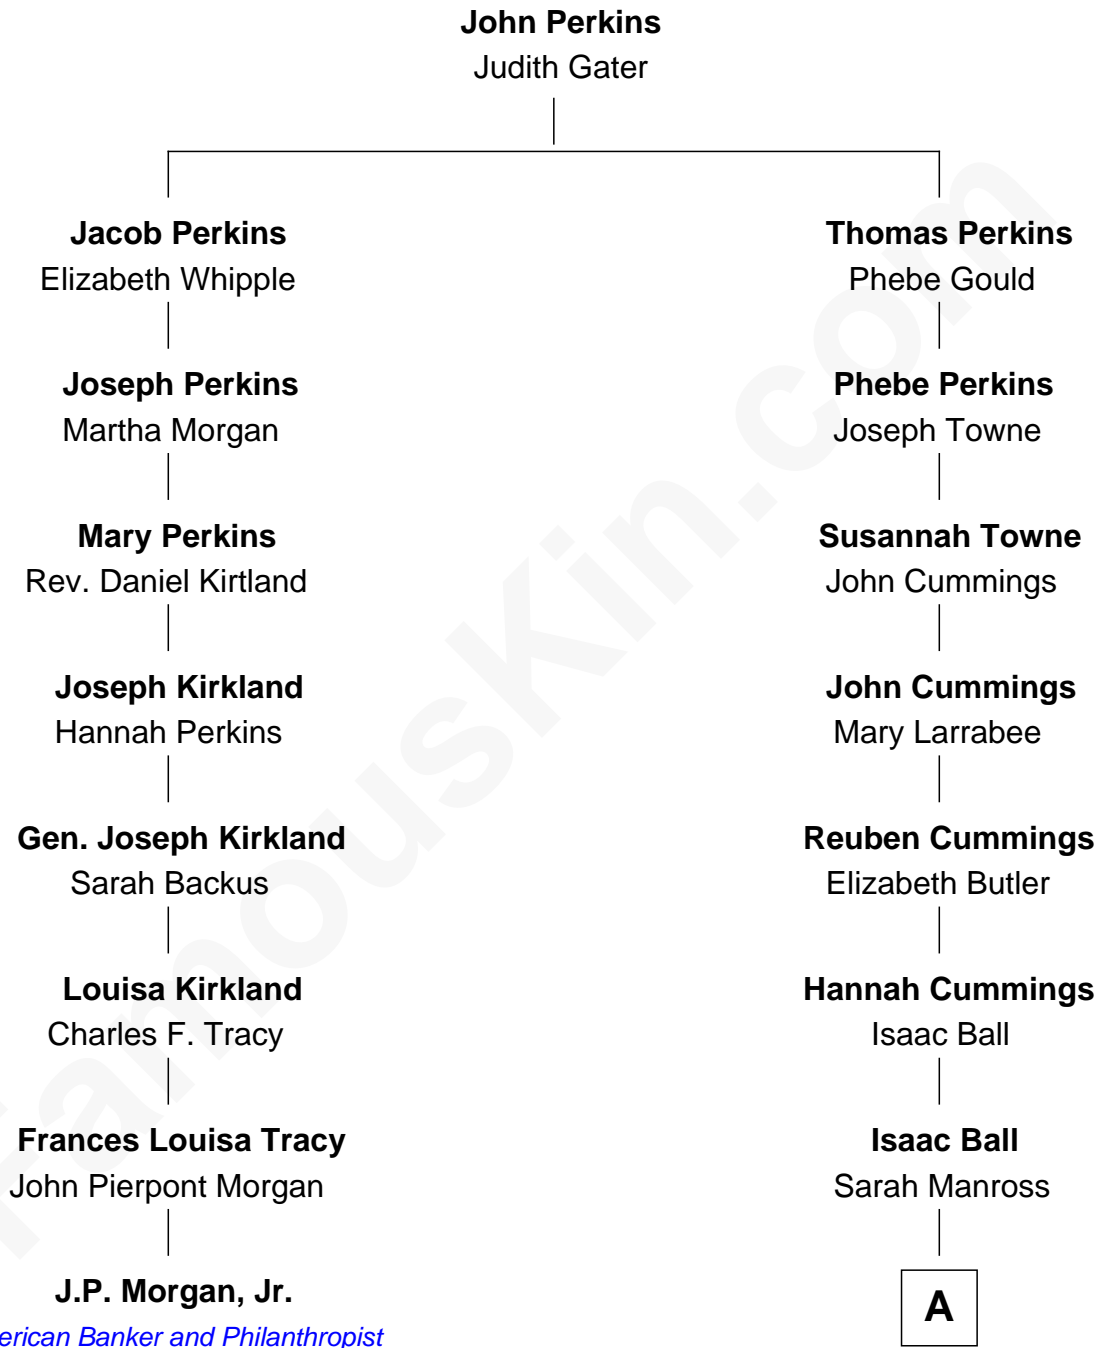 John Perkins
Judith Gater
Jacob Perkins
Elizabeth Whipple
Thomas Perkins
Phebe Gould
Joseph Perkins
Martha Morgan
Phebe Perkins
Joseph Towne
Mary Perkins
Rev. Daniel Kirtland
Susannah Towne
John Cummings
Joseph Kirkland
Hannah Perkins
John Cummings
Mary Larrabee
Gen. Joseph Kirkland
Sarah Backus
Reuben Cummings
Elizabeth Butler
Louisa Kirkland
Charles F. Tracy
Hannah Cummings
Isaac Ball
Frances Louisa Tracy
John Pierpont Morgan
Isaac Ball
Sarah Manross
J.P. Morgan, Jr.
erican Banker and Philanthropist
A
FamousKin.com